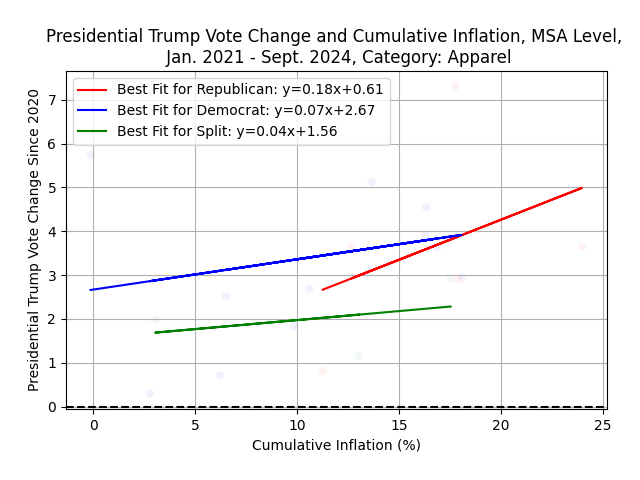 Presidential Trump Vote Change and Cumulative Inflation, MSA Level,
Jan. 2021 - Sept. 2024, Category: Apparel
Best Fit for Republican: y=0.18x+0.61
Best Fit for Democrat: y=0.07x+2.67
Best Fit for Split: y=0.04x+1.56
Presidential Trump Vote Change Since 2020
7
6
5
4
3
2
1
0
0 5 10 15 20 25
Cumulative Inflation (%)